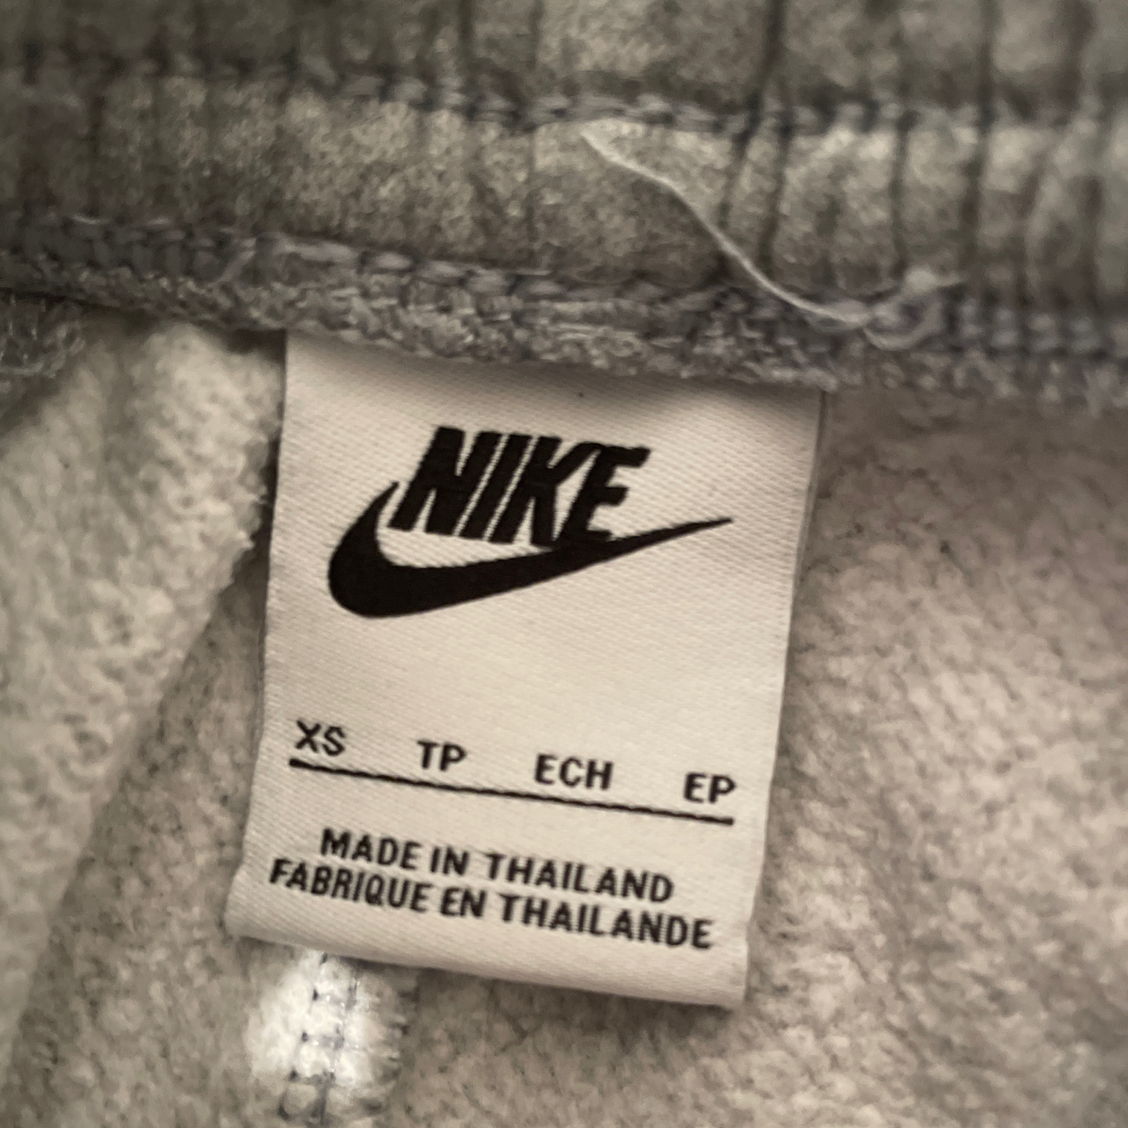 NIKE
XS TP ECH EP
MADE IN THAILAND
FABRIQUE EN THAILANDE